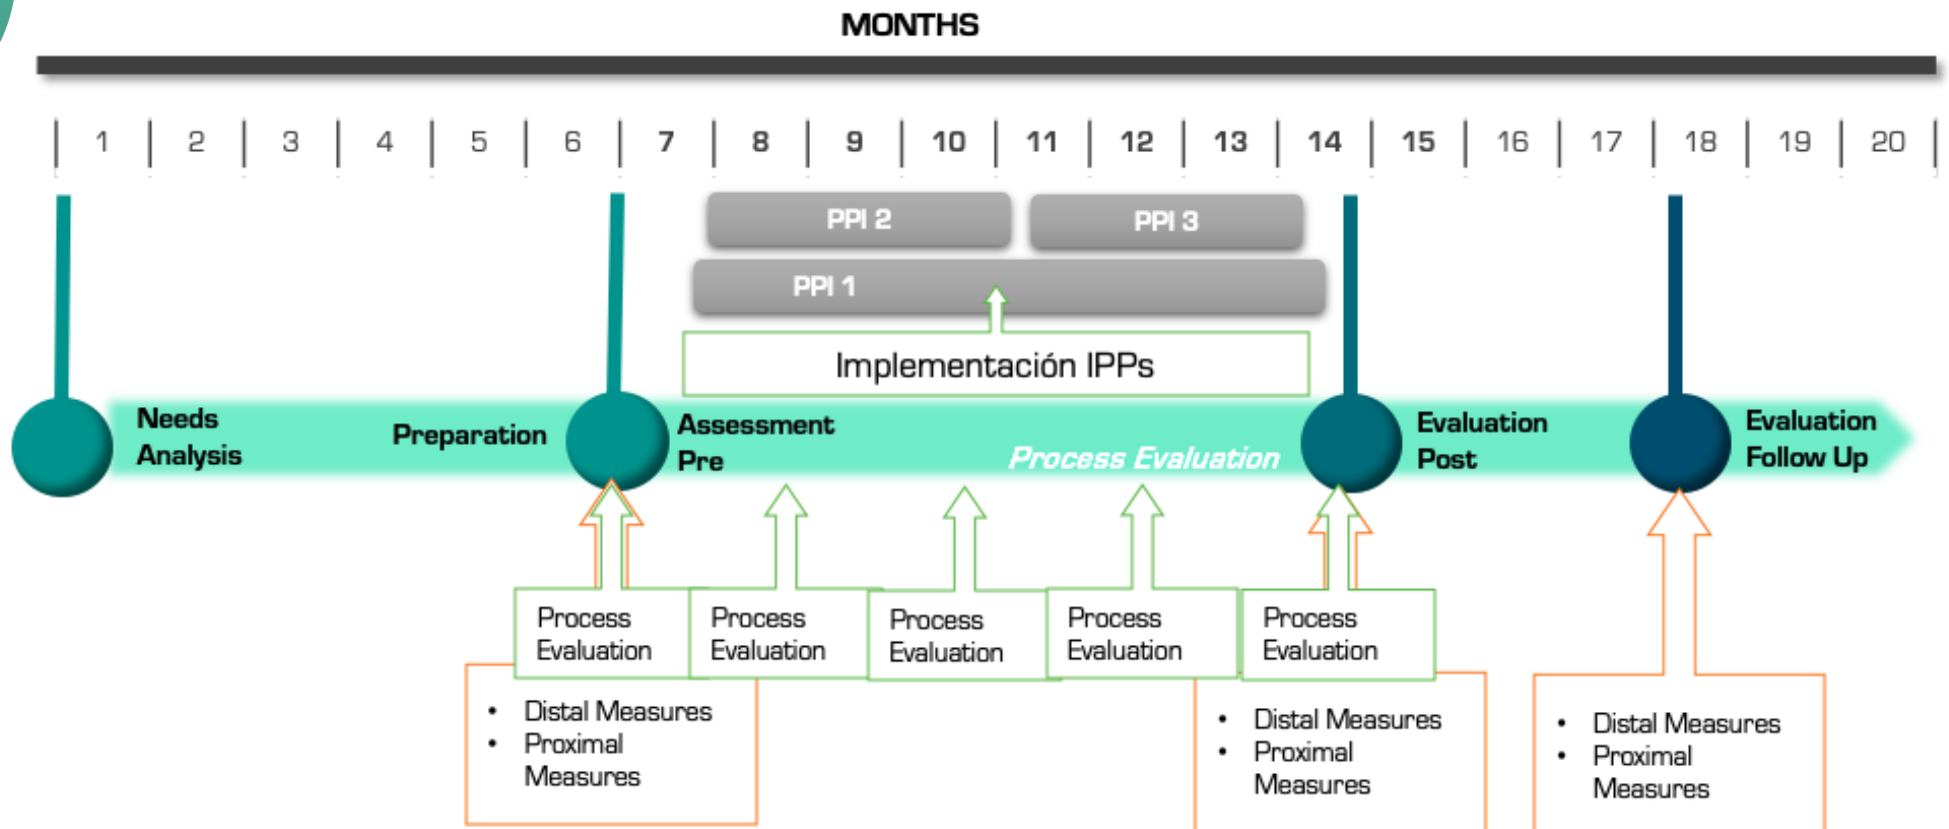 MONTHS
1 2 3 4 5 6 7 8 9 10 11 12 13 14 15 16 17 18 19 20
PPI 2
PPI 3
PPI 1
Implementación IPPs
Needs
Analysis
Preparation
Assessment
Pre
Process Evaluation
Evaluation
Post
Evaluation
Follow Up
Process
Evaluation
Process
Evaluation
Process
Evaluation
Process
Evaluation
Process
Evaluation
• Distal Measures
• Proximal
Measures
• Distal Measures
• Proximal
Measures
• Distal Measures
• Proximal
Measures